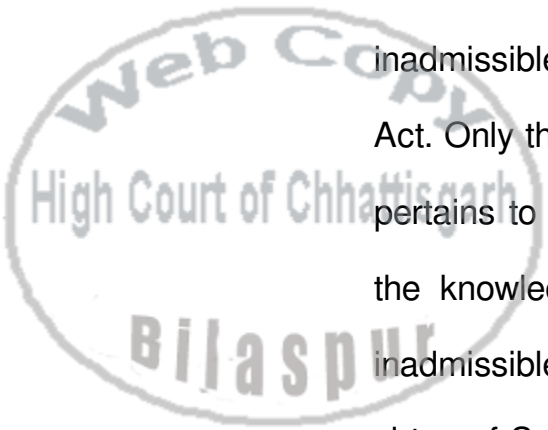 Web Copy
inadmissible
Act. Only th
High Court of Chhattisgarh
pertains to
the knowle
Bilaspur
inadmissible